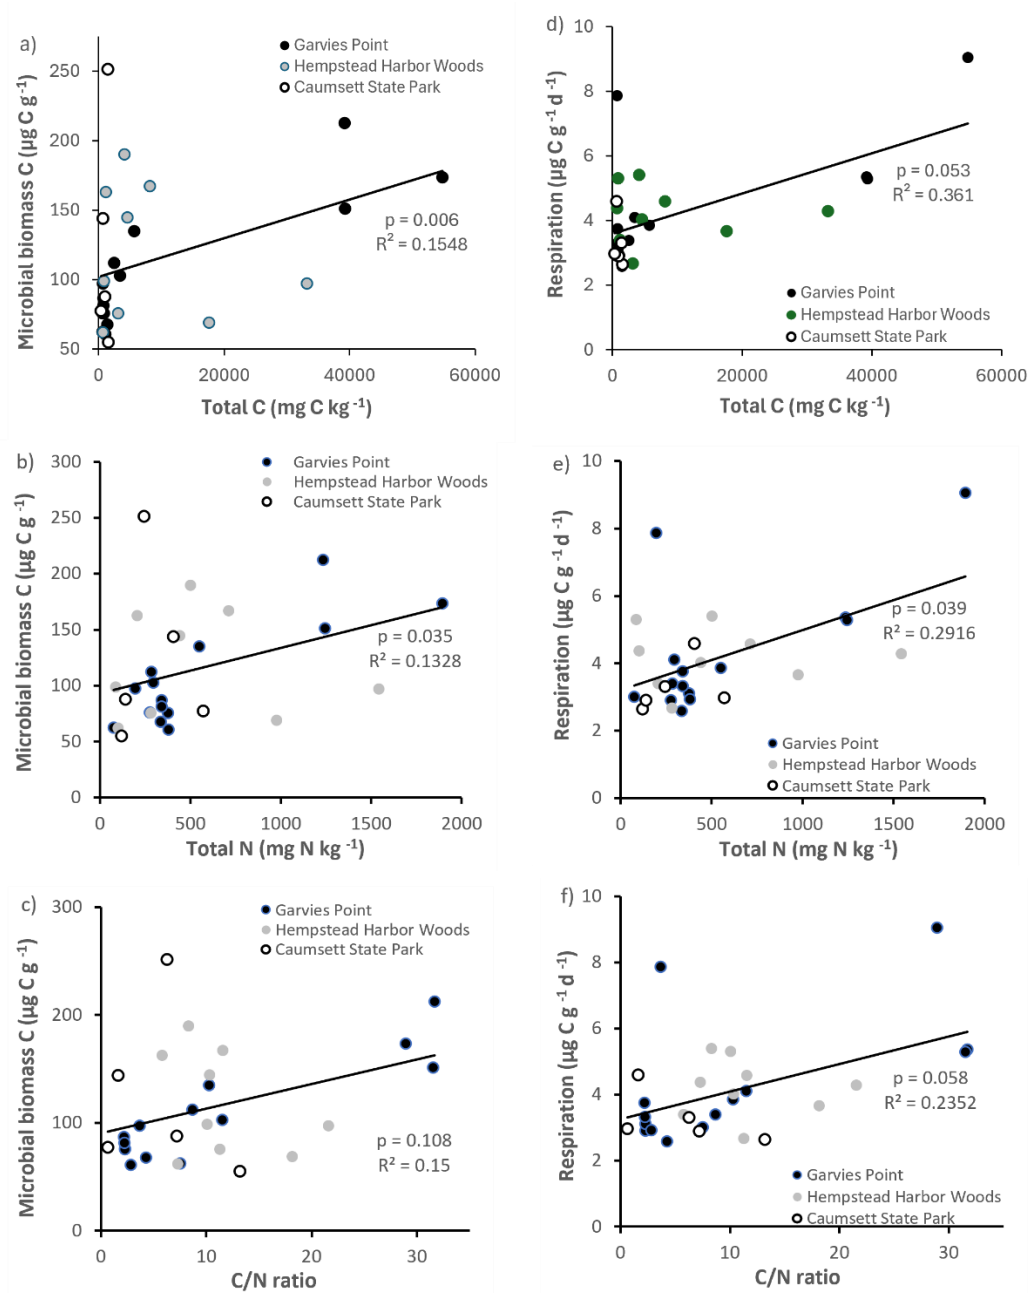 a)
Garvies Point
Hempstead Harbor Woods
Caumsett State Park
Microbial biomass C (µg C g⁻¹)
250
200
150
100
50
p = 0.006
R² = 0.1548
0 20000 40000 60000
Total C (mg C kg⁻¹)
d)
Respiration (µg C g⁻¹ d⁻¹)
10
8
6
4
2
0
p = 0.053
R² = 0.361
Garvies Point
Hempstead Harbor Woods
Caumsett State Park
0 20000 40000 60000
Total C (mg C kg⁻¹)
b)
Garvies Point
Hempstead Harbor Woods
Caumsett State Park
Microbial biomass C (µg C g⁻¹)
300
250
200
150
100
50
0
p = 0.035
R² = 0.1328
0 500 1000 1500 2000
Total N (mg N kg⁻¹)
e)
Respiration (µg C g⁻¹ d⁻¹)
10
8
6
4
2
0
p = 0.039
R² = 0.2916
Garvies Point
Hempstead Harbor Woods
Caumsett State Park
0 500 1000 1500 2000
Total N (mg N kg⁻¹)
c)
Garvies Point
Hempstead Harbor Woods
Caumsett State Park
Microbial biomass C (µg C g⁻¹)
300
200
100
0
p = 0.108
R² = 0.15
0 10 20 30
C/N ratio
f)
Respiration (µg C g⁻¹ d⁻¹)
10
8
6
4
2
0
p = 0.058
R² = 0.2352
Garvies Point
Hempstead Harbor Woods
Caumsett State Park
0 10 20 30
C/N ratio